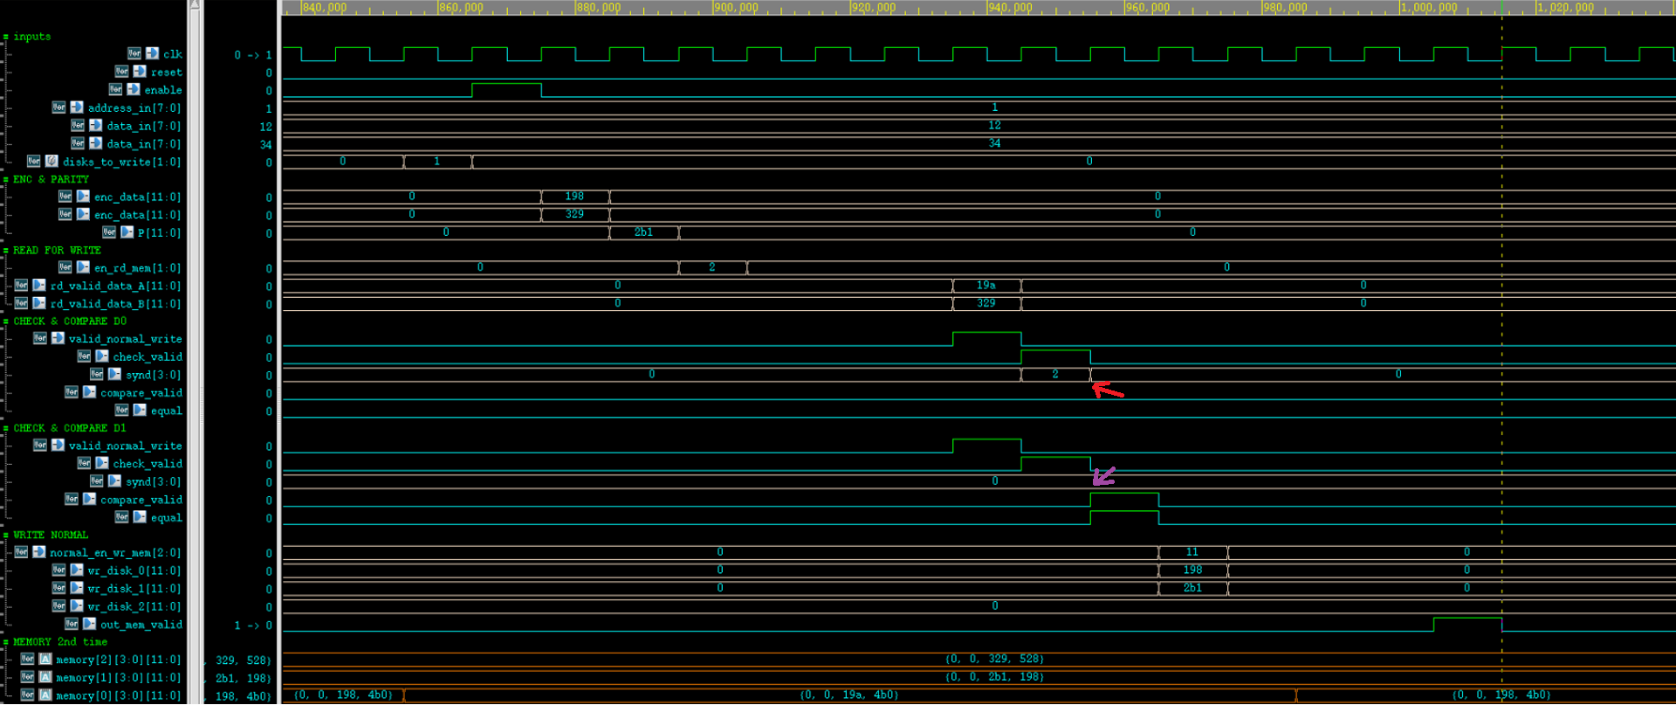 840,000 860,000 880,000 900,000 920,000 940,000 960,000 980,000 1,000,000 1,020,000
inputs
clk 0 -> 1
reset 0
enable 0
address_in[7:0] 1 1
data_in[7:0] 12 12
data_in[7:0] 34 34
disks_to_write[1:0] 0 0 1 0
ENC & PARITY
enc_data[11:0] 0 0 198 0
enc_data[11:0] 0 0 329 0
P[11:0] 0 0 2b1 0
READ FOR WRITE
en_rd_mem[1:0] 0 0 2 0
rd_valid_data_A[11:0] 0 0 19a 0
rd_valid_data_B[11:0] 0 0 329 0
CHECK & COMPARE D0
valid_normal_write 0
check_valid 0
synd[3:0] 0 0 2 0
compare_valid 0
equal 0
CHECK & COMPARE D1
valid_normal_write 0
check_valid 0
synd[3:0] 0 0
compare_valid 0
equal 0
WRITE NORMAL
normal_en_wr_mem[2:0] 0 0 11 0
wr_disk_0[11:0] 0 0 198 0
wr_disk_1[11:0] 0 0 2b1 0
wr_disk_2[11:0] 0 0
out_mem_valid 1 -> 0
MEMORY 2nd time
memory[2][3:0][11:0] , 329, 528) (0, 0, 329, 528)
memory[1][3:0][11:0] , 2b1, 198) (0, 0, 2b1, 198)
memory[0][3:0][11:0] , 198, 4b0) (0, 0, 198, 4b0) (0, 0, 19a, 4b0) (0, 0, 198, 4b0)